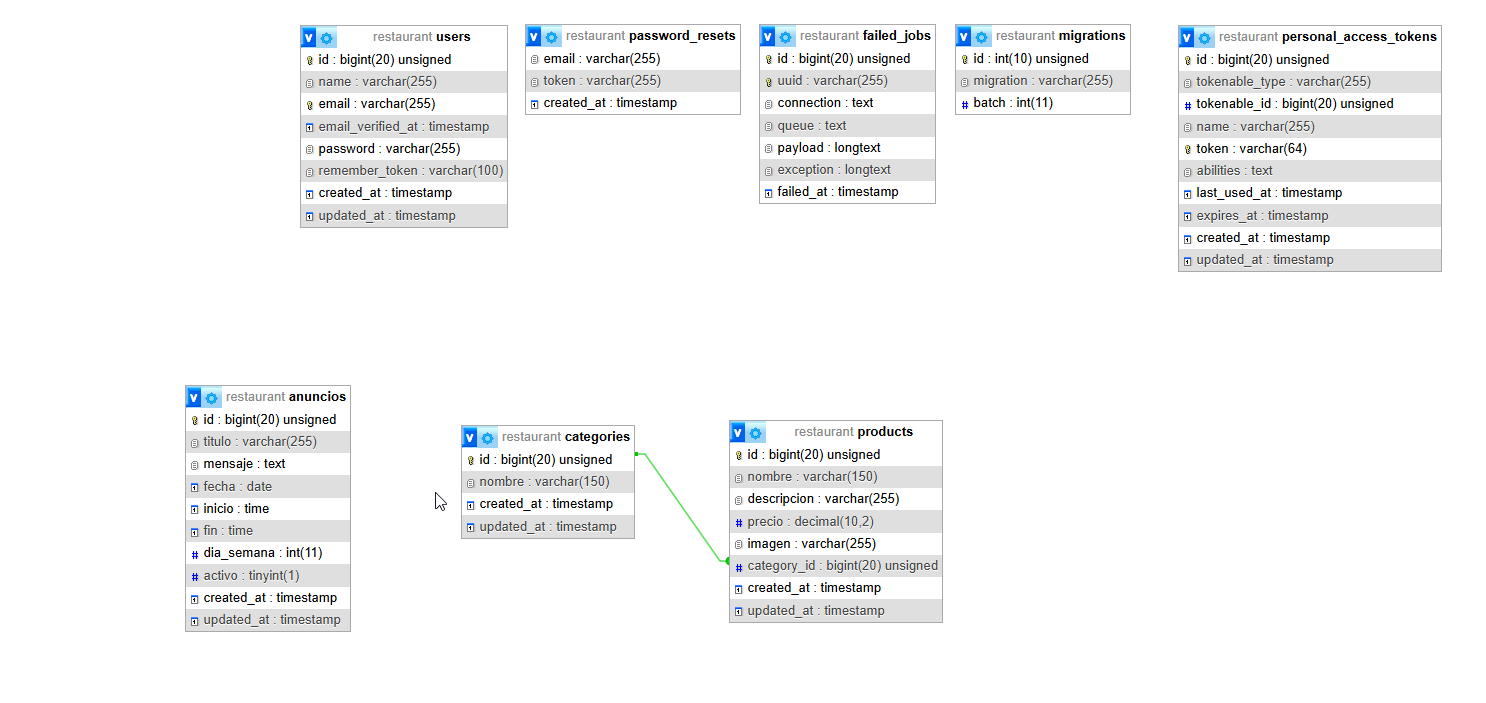 restaurant users
id : bigint(20) unsigned
name : varchar(255)
email : varchar(255)
email_verified_at : timestamp
password : varchar(255)
remember_token : varchar(100)
created_at : timestamp
updated_at : timestamp
restaurant password_resets
email : varchar(255)
token : varchar(255)
created_at : timestamp
restaurant failed_jobs
id : bigint(20) unsigned
uuid : varchar(255)
connection : text
queue : text
payload : longtext
exception : longtext
failed_at : timestamp
restaurant migrations
id : int(10) unsigned
migration : varchar(255)
batch : int(11)
restaurant personal_access_tokens
id : bigint(20) unsigned
tokenable_type : varchar(255)
tokenable_id : bigint(20) unsigned
name : varchar(255)
token : varchar(64)
abilities : text
last_used_at : timestamp
expires_at : timestamp
created_at : timestamp
updated_at : timestamp
restaurant anuncios
id : bigint(20) unsigned
titulo : varchar(255)
mensaje : text
fecha : date
inicio : time
fin : time
dia_semana : int(11)
activo : tinyint(1)
created_at : timestamp
updated_at : timestamp
restaurant categories
id : bigint(20) unsigned
nombre : varchar(150)
created_at : timestamp
updated_at : timestamp
restaurant products
id : bigint(20) unsigned
nombre : varchar(150)
descripcion : varchar(255)
precio : decimal(10,2)
imagen : varchar(255)
category_id : bigint(20) unsigned
created_at : timestamp
updated_at : timestamp